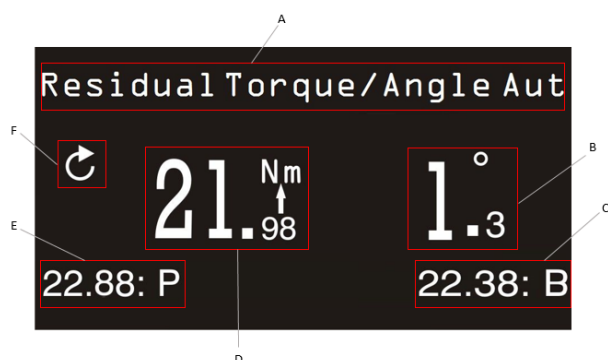 A
Residual Torque/Angle Aut
F
21.98 Nm
1.3°
B
C
E
22.88: P
22.38: B
D